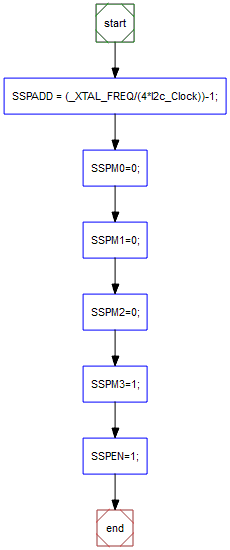 start
SSPADD = (_XTAL_FREQ/(4*I2c_Clock))-1;
SSPM0=0;
SSPM1=0;
SSPM2=0;
SSPM3=1;
SSPEN=1;
end